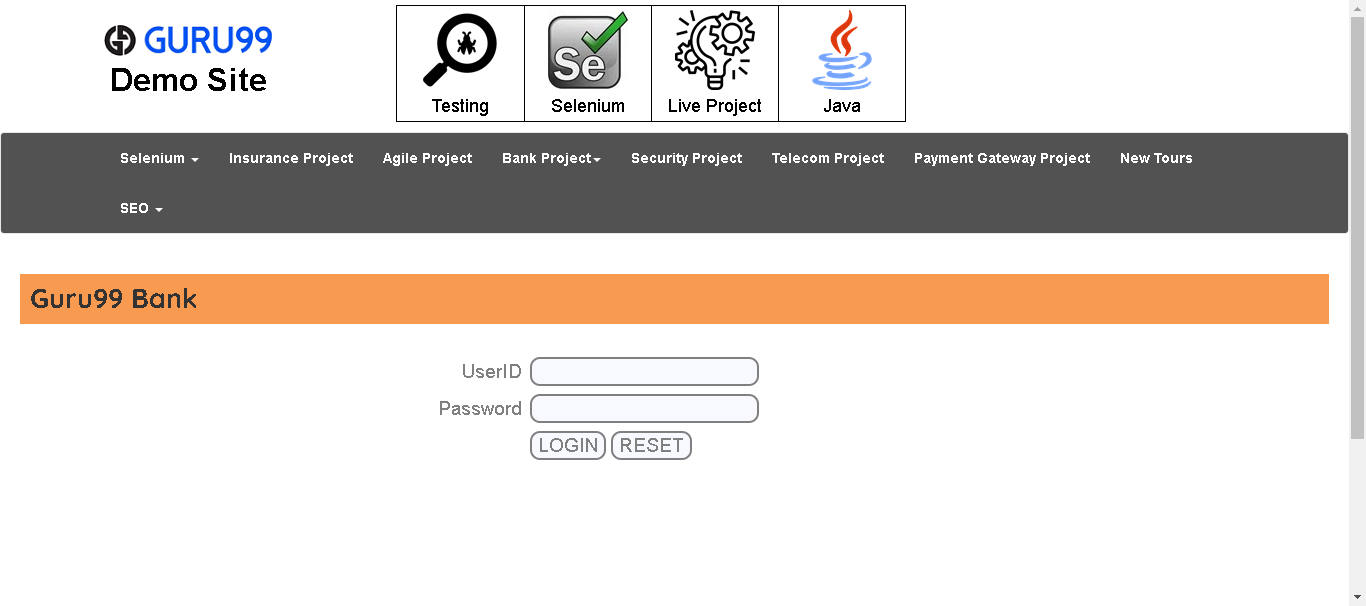 GURU99
Demo Site
Se
Testing Selenium Live Project Java
Selenium Insurance Project Agile Project Bank Project Security Project Telecom Project Payment Gateway Project New Tours
SEO
Guru99 Bank
UserID
Password
LOGIN RESET